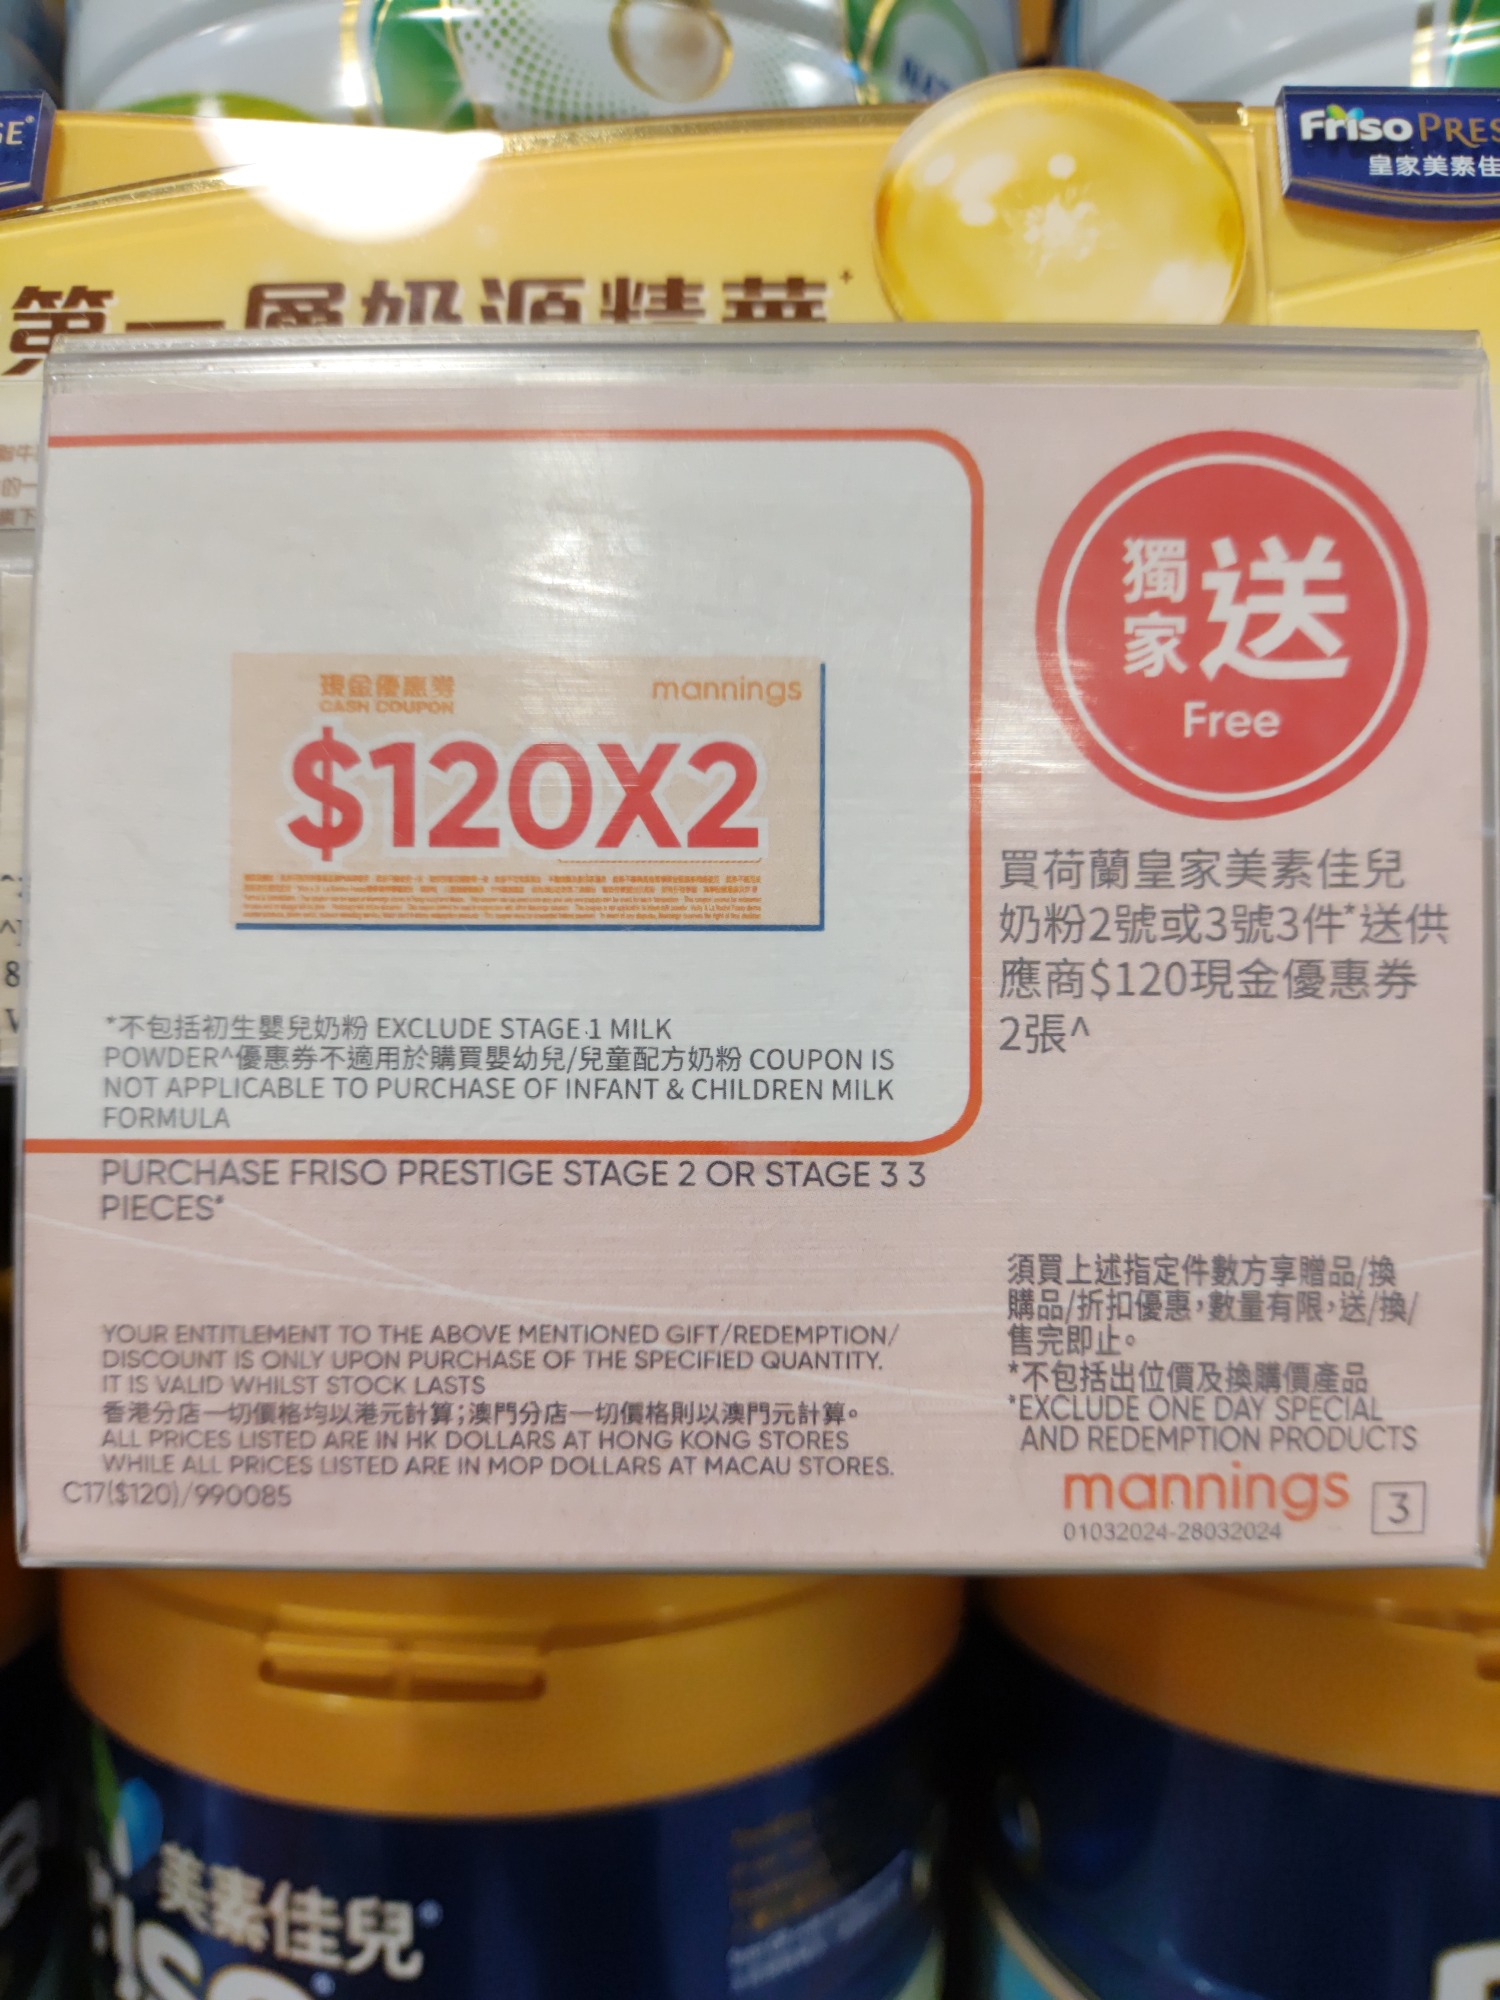 Friso PRES
皇家美素佳
GE
第一層奶源精華
獨家送
Free
現金優惠券
CASH COUPON
mannings
$120X2
買荷蘭皇家美素佳兒
奶粉2號或3號3件*送供
應商$120現金優惠券
2張^
*不包括初生嬰兒奶粉 EXCLUDE STAGE 1 MILK
POWDER^優惠券不適用於購買嬰幼兒/兒童配方奶粉 COUPON IS
NOT APPLICABLE TO PURCHASE OF INFANT & CHILDREN MILK
FORMULA
PURCHASE FRISO PRESTIGE STAGE 2 OR STAGE 3 3
PIECES*
須買上述指定件數方享贈品/換
購品/折扣優惠,數量有限,送/換/
售完即止。
*不包括出位價及換購價產品
*EXCLUDE ONE DAY SPECIAL
AND REDEMPTION PRODUCTS
YOUR ENTITLEMENT TO THE ABOVE MENTIONED GIFT/REDEMPTION/
DISCOUNT IS ONLY UPON PURCHASE OF THE SPECIFIED QUANTITY.
IT IS VALID WHILST STOCK LASTS
香港分店一切價格均以港元計算;澳門分店一切價格則以澳門元計算。
ALL PRICES LISTED ARE IN HK DOLLARS AT HONG KONG STORES
WHILE ALL PRICES LISTED ARE IN MOP DOLLARS AT MACAU STORES.
C17($120)/990085
mannings 3
01032024-28032024
美素佳兒